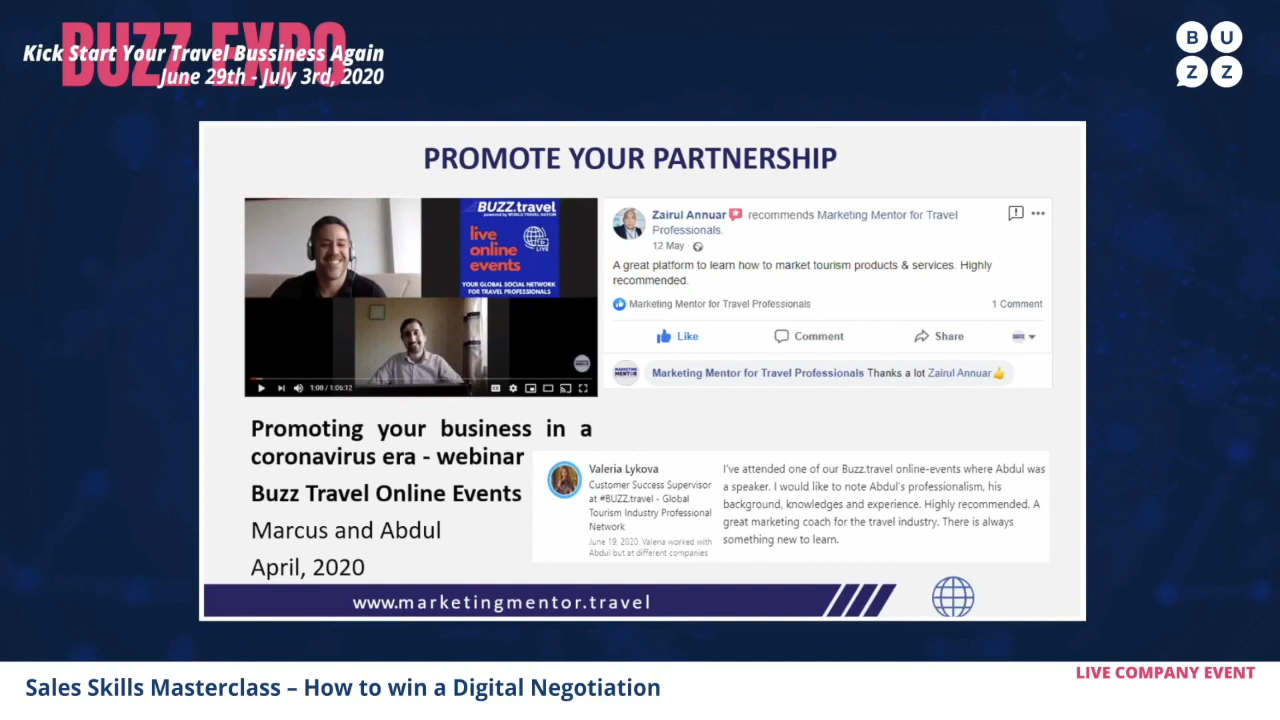 BUZZ EXPO
Kick Start Your Travel Bussiness Again
June 29th - July 3rd, 2020
B U
Z Z
PROMOTE YOUR PARTNERSHIP
BUZZ.travel
powered by WORLD TRAVEL NATION
live
online
events
LIVE
YOUR GLOBAL SOCIAL NETWORK
FOR TRAVEL PROFESSIONALS
1:08 / 1:06:12
Zairul Annuar recommends Marketing Mentor for Travel
Professionals.
12 May ·
A great platform to learn how to market tourism products & services. Highly
recommended.
Marketing Mentor for Travel Professionals 1 Comment
Like Comment Share
Marketing Mentor for Travel Professionals Thanks a lot Zairul Annuar
Promoting your business in a
coronavirus era - webinar
Buzz Travel Online Events
Marcus and Abdul
April, 2020
Valeria Lykova
Customer Success Supervisor
at #BUZZ.travel - Global
Tourism Industry Professional
Network
June 19, 2020, Valeria worked with
Abdul but at different companies
I've attended one of our Buzz.travel online-events where Abdul was
a speaker. I would like to note Abdul's professionalism, his
background, knowledges and experience. Highly recommended. A
great marketing coach for the travel industry. There is always
something new to learn.
www.marketingmentor.travel
LIVE COMPANY EVENT
Sales Skills Masterclass – How to win a Digital Negotiation